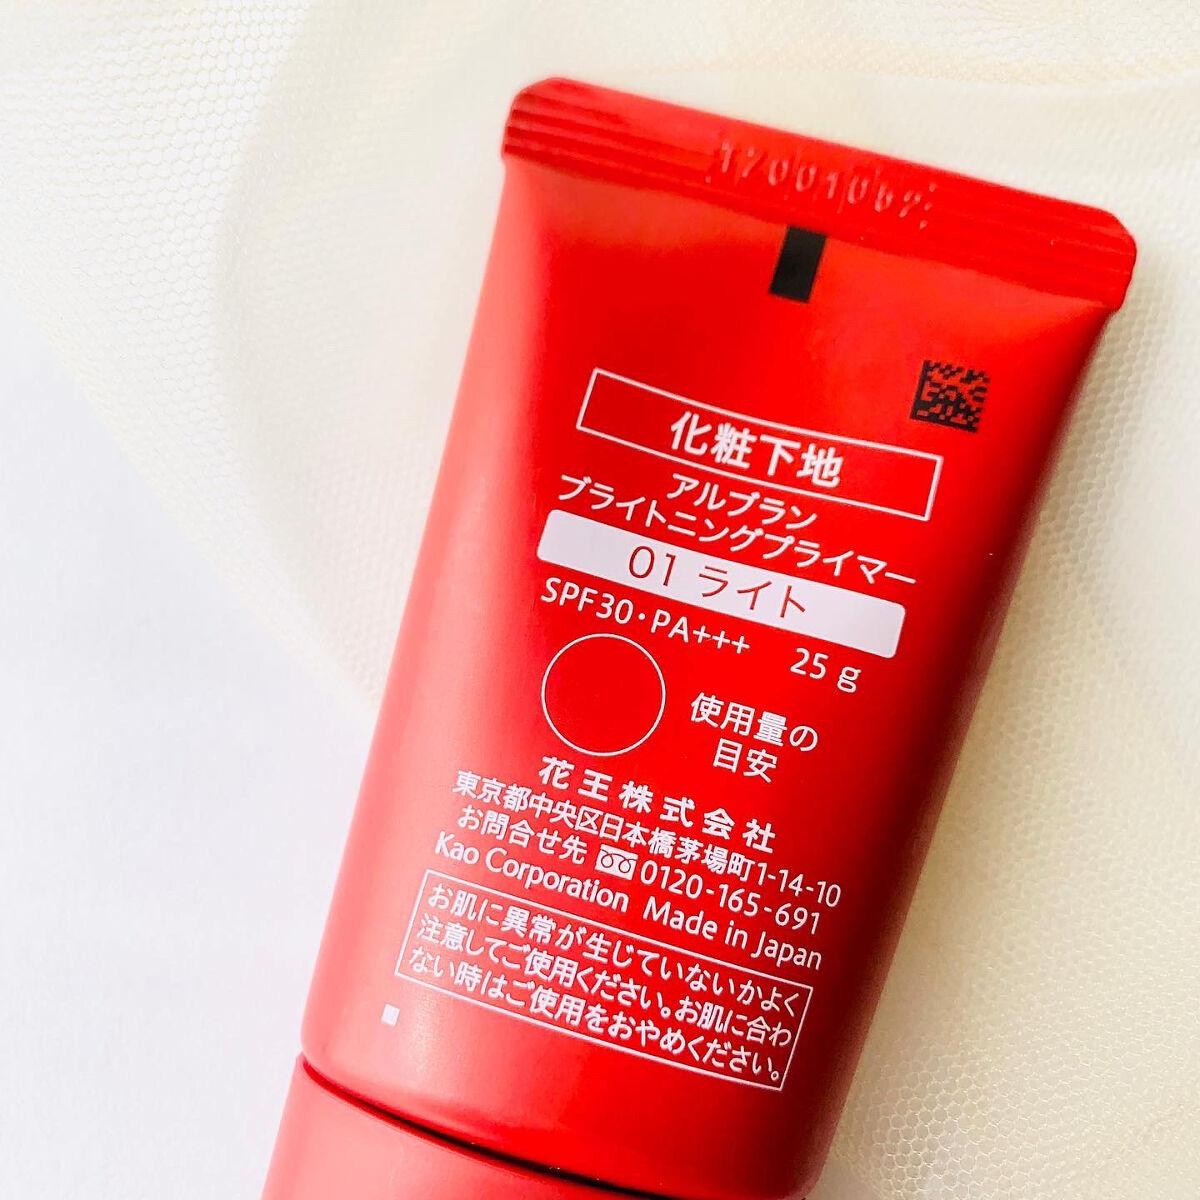 化粧下地
アルブラン
ブライトニングプライマー
01 ライト
SPF30・PA+++ 25 g
使用量の
目安
花王株式会社
東京都中央区日本橋茅場町1-14-10
お問合せ先 0120-165-691
Kao Corporation Made in Japan
お肌に異常が生じていないかよく
注意してご使用ください。お肌に合わ
ない時はご使用をおやめください。